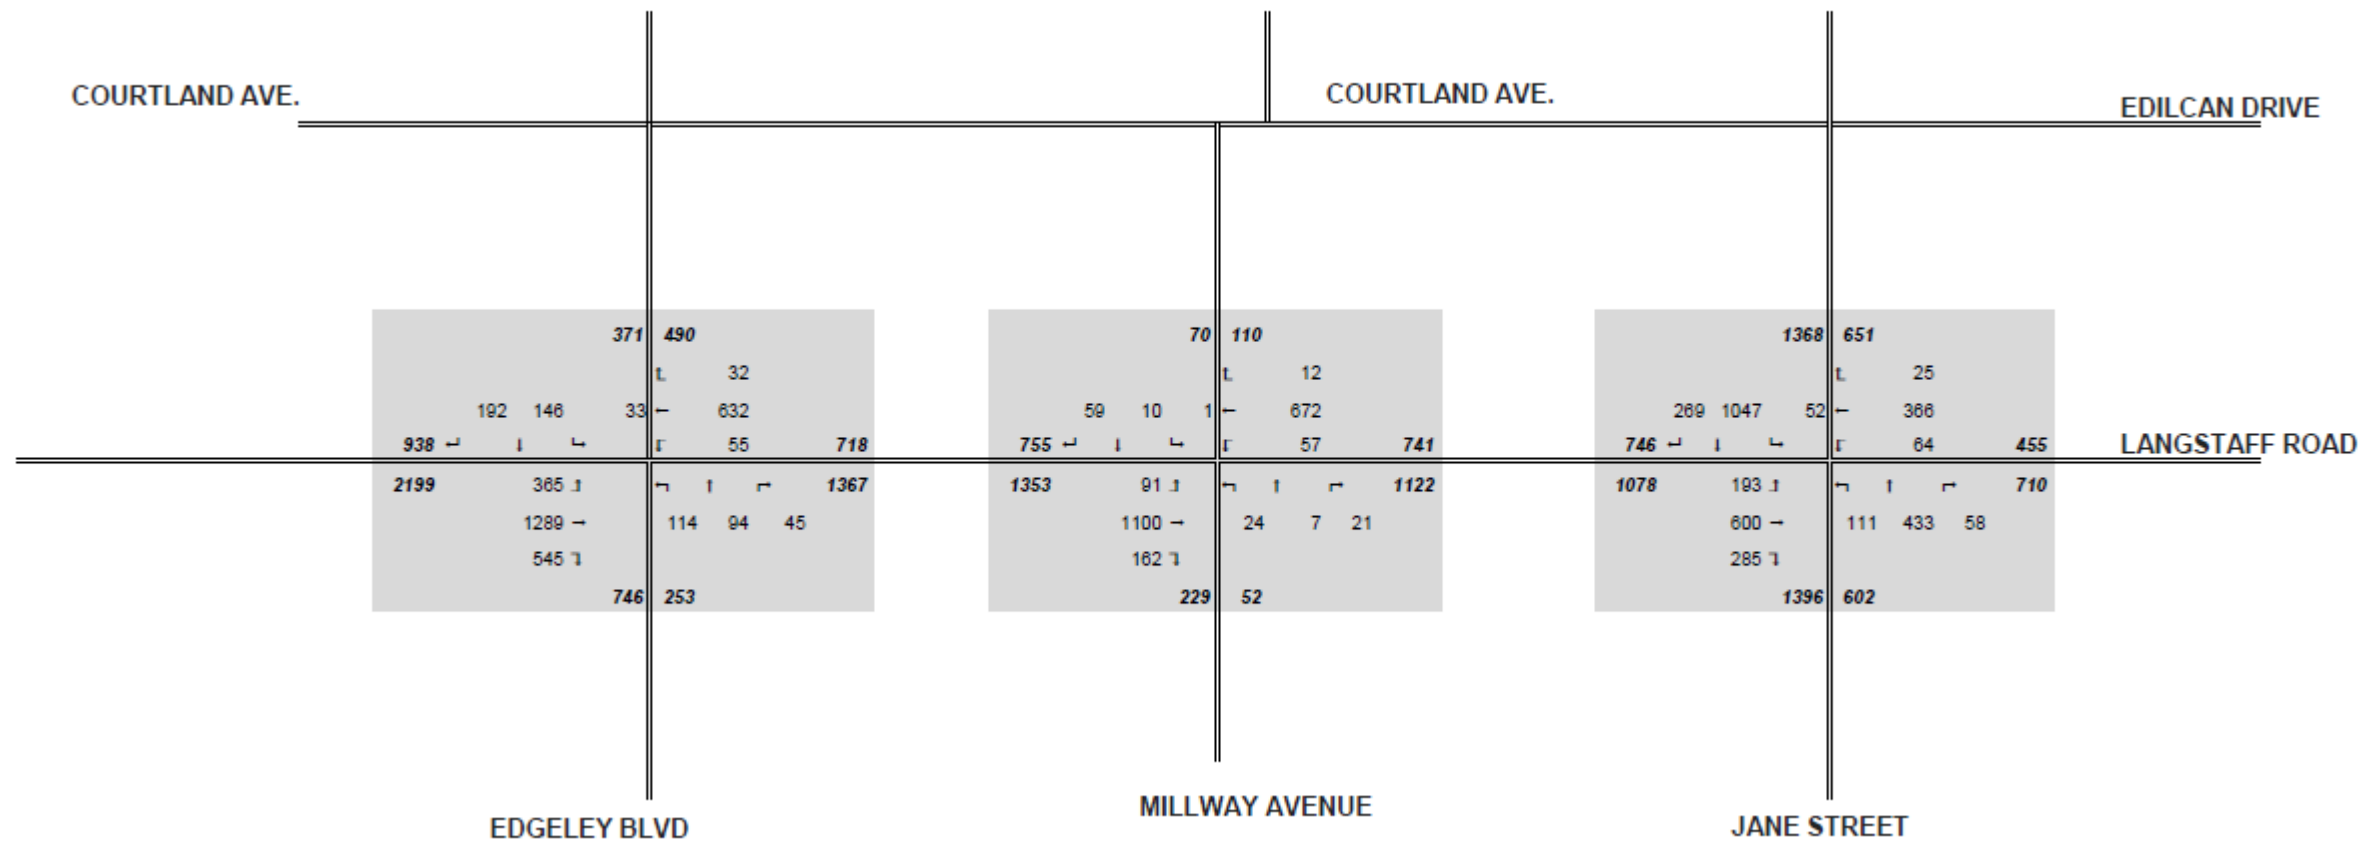 COURTLAND AVE.
COURTLAND AVE.
EDILCAN DRIVE
371 490
32
192 146 33 ← 632
938 55 718
2199 365 1367
1289 → 114 94 45
545
746 253
70 110
12
59 10 1 ← 672
755 57 741
1353 91 1122
1100 → 24 7 21
162
229 52
1368 651
25
269 1047 52 ← 366
746 64 455
1078 193 710
600 → 111 433 58
285
1396 602
LANGSTAFF ROAD
EDGELEY BLVD
MILLWAY AVENUE
JANE STREET